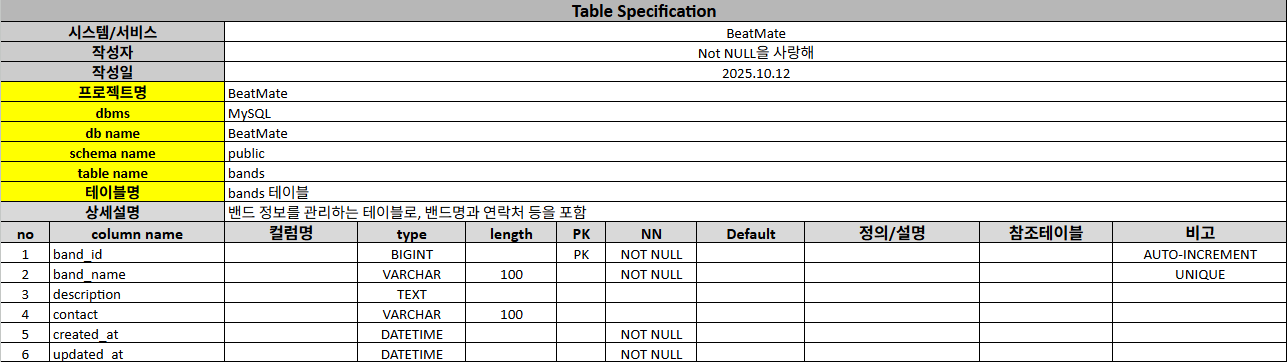 Table Specification
시스템/서비스 BeatMate
작성자 Not NULL을 사랑해
작성일 2025.10.12
프로젝트명 BeatMate
dbms MySQL
db name BeatMate
schema name public
table name bands
테이블명 bands 테이블
상세설명 밴드 정보를 관리하는 테이블로, 밴드명과 연락처 등을 포함
no column name 컬럼명 type length PK NN Default 정의/설명 참조테이블 비고
1 band_id BIGINT PK NOT NULL AUTO-INCREMENT
2 band_name VARCHAR 100 NOT NULL UNIQUE
3 description TEXT
4 contact VARCHAR 100
5 created_at DATETIME NOT NULL
6 updated_at DATETIME NOT NULL